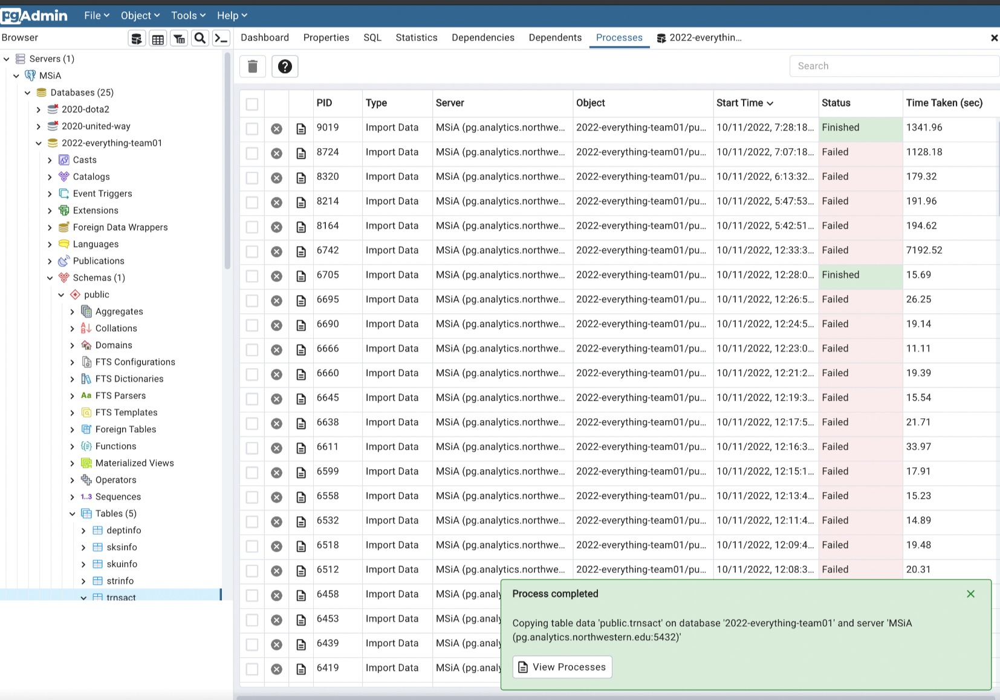 pgAdmin File Object Tools Help
Browser
Dashboard Properties SQL Statistics Dependencies Dependents Processes 2022-everythin...
Servers (1)
MSiA
Databases (25)
2020-dota2
2020-united-way
2022-everything-team01
Casts
Catalogs
Event Triggers
Extensions
Foreign Data Wrappers
Languages
Publications
Schemas (1)
public
Aggregates
Collations
Domains
FTS Configurations
FTS Dictionaries
Aa FTS Parsers
FTS Templates
Foreign Tables
Functions
Materialized Views
Operators
1..3 Sequences
Tables (5)
deptinfo
sksinfo
skuinfo
strinfo
trnsact
Search
PID Type Server Object Start Time Status Time Taken (sec)
9019 Import Data MSiA (pg.analytics.northwe... 2022-everything-team01/pu... 10/11/2022, 7:28:18... Finished 1341.96
8724 Import Data MSiA (pg.analytics.northwe... 2022-everything-team01/pu... 10/11/2022, 7:07:18... Failed 1128.18
8320 Import Data MSiA (pg.analytics.northwe... 2022-everything-team01/pu... 10/11/2022, 6:13:32... Failed 179.32
8214 Import Data MSiA (pg.analytics.northwe... 2022-everything-team01/pu... 10/11/2022, 5:47:53... Failed 191.96
8164 Import Data MSiA (pg.analytics.northwe... 2022-everything-team01/pu... 10/11/2022, 5:42:51... Failed 194.62
6742 Import Data MSiA (pg.analytics.northwe... 2022-everything-team01/pu... 10/11/2022, 12:33:3... Failed 7192.52
6705 Import Data MSiA (pg.analytics.northwe... 2022-everything-team01/pu... 10/11/2022, 12:28:0... Finished 15.69
6695 Import Data MSiA (pg.analytics.northwe... 2022-everything-team01/pu... 10/11/2022, 12:26:5... Failed 26.25
6690 Import Data MSiA (pg.analytics.northwe... 2022-everything-team01/pu... 10/11/2022, 12:24:5... Failed 19.14
6666 Import Data MSiA (pg.analytics.northwe... 2022-everything-team01/pu... 10/11/2022, 12:23:0... Failed 11.11
6660 Import Data MSiA (pg.analytics.northwe... 2022-everything-team01/pu... 10/11/2022, 12:21:2... Failed 19.39
6645 Import Data MSiA (pg.analytics.northwe... 2022-everything-team01/pu... 10/11/2022, 12:19:3... Failed 15.54
6638 Import Data MSiA (pg.analytics.northwe... 2022-everything-team01/pu... 10/11/2022, 12:17:5... Failed 21.71
6611 Import Data MSiA (pg.analytics.northwe... 2022-everything-team01/pu... 10/11/2022, 12:16:3... Failed 33.97
6599 Import Data MSiA (pg.analytics.northwe... 2022-everything-team01/pu... 10/11/2022, 12:15:1... Failed 17.91
6558 Import Data MSiA (pg.analytics.northwe... 2022-everything-team01/pu... 10/11/2022, 12:13:4... Failed 15.23
6532 Import Data MSiA (pg.analytics.northwe... 2022-everything-team01/pu... 10/11/2022, 12:11:4... Failed 14.89
6518 Import Data MSiA (pg.analytics.northwe... 2022-everything-team01/pu... 10/11/2022, 12:09:4... Failed 19.48
6512 Import Data MSiA (pg.analytics.northwe... 2022-everything-team01/pu... 10/11/2022, 12:08:3... Failed 20.31
6458 Import Data MSiA (pg.analy
6453 Import Data MSiA (pg.analy
6439 Import Data MSiA (pg.analy
6419 Import Data MSiA (pg.analy
Process completed
Copying table data 'public.trnsact' on database '2022-everything-team01' and server 'MSiA
(pg.analytics.northwestern.edu:5432)'
View Processes